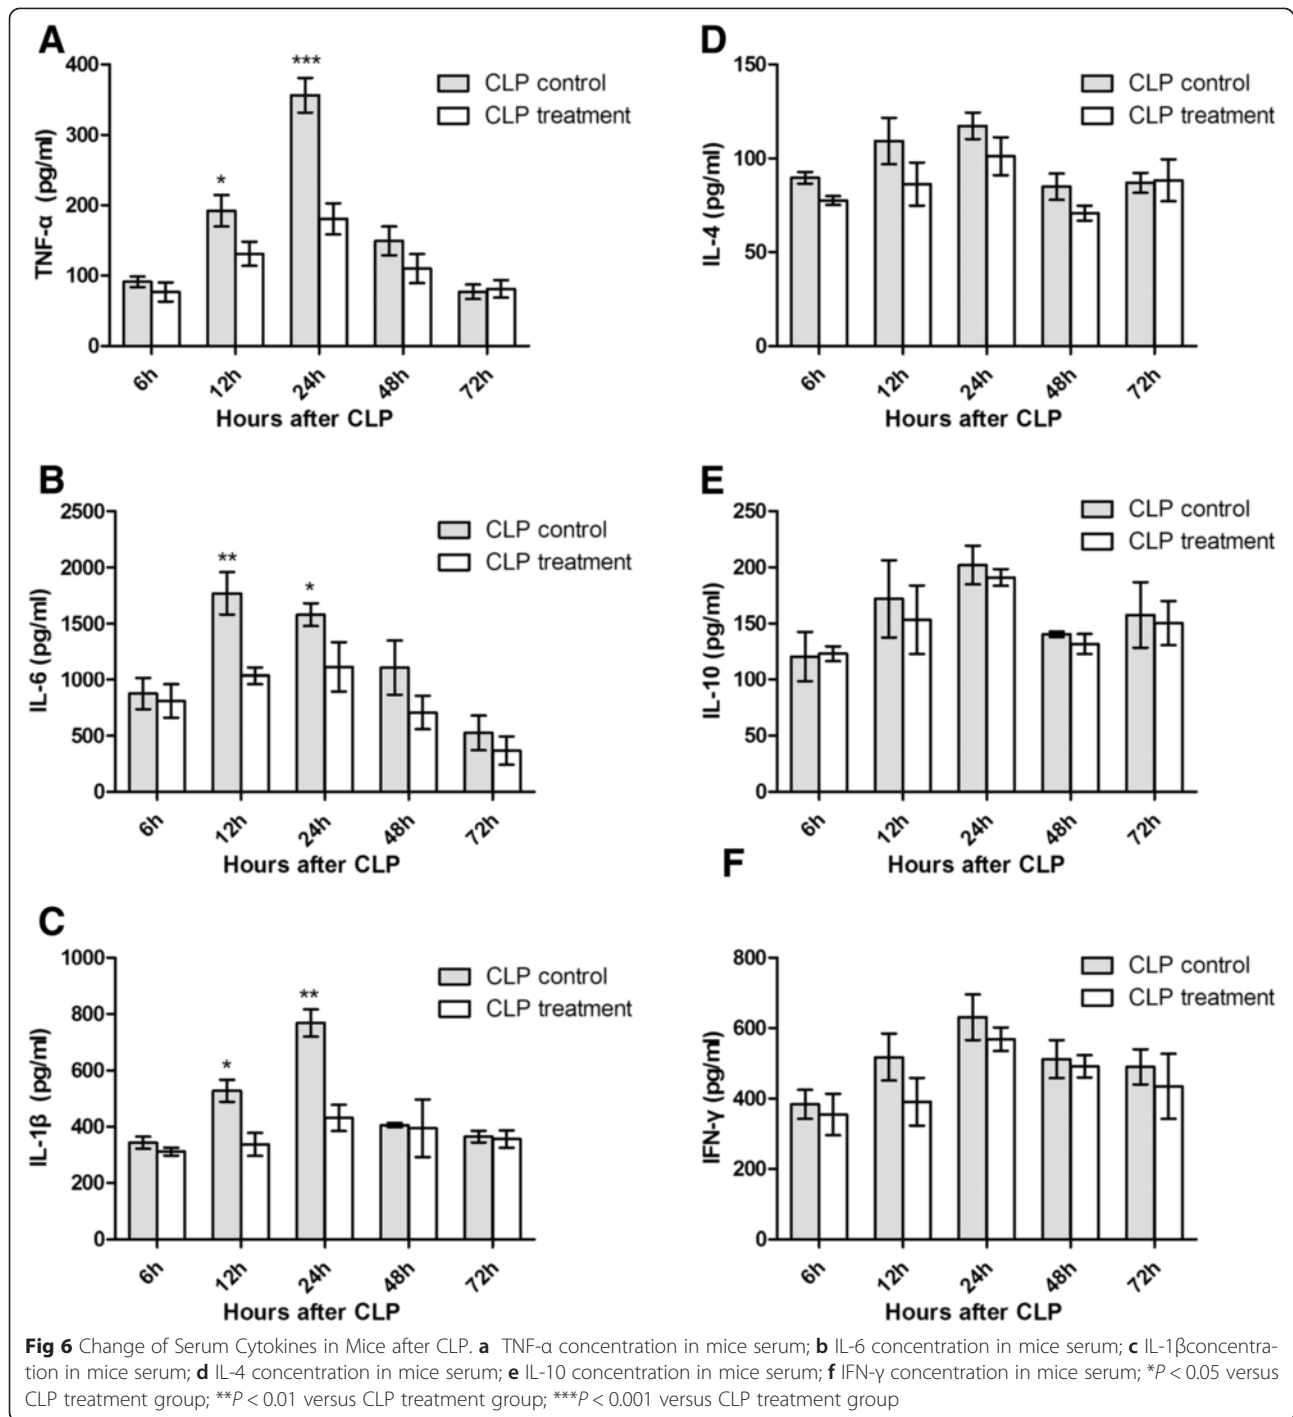 A
400
300
200
100
0
TNF-α (pg/ml)
*
***
CLP control
CLP treatment
6h
12h
24h
48h
72h
Hours after CLP
D
150
100
50
0
IL-4 (pg/ml)
CLP control
CLP treatment
6h
12h
24h
48h
72h
Hours after CLP
B
2500
2000
1500
1000
500
0
IL-6 (pg/ml)
**
*
CLP control
CLP treatment
6h
12h
24h
48h
72h
Hours after CLP
E
250
200
150
100
50
0
IL-10 (pg/ml)
CLP control
CLP treatment
6h
12h
24h
48h
72h
Hours after CLP
C
1000
800
600
400
200
0
IL-1β (pg/ml)
*
**
CLP control
CLP treatment
6h
12h
24h
48h
72h
Hours after CLP
F
800
600
400
200
0
IFN-γ (pg/ml)
CLP control
CLP treatment
6h
12h
24h
48h
72h
Hours after CLP
Fig 6 Change of Serum Cytokines in Mice after CLP. a TNF-α concentration in mice serum; b IL-6 concentration in mice serum; c IL-1βconcentra-
tion in mice serum; d IL-4 concentration in mice serum; e IL-10 concentration in mice serum; f IFN-γ concentration in mice serum; *P < 0.05 versus
CLP treatment group; **P < 0.01 versus CLP treatment group; ***P < 0.001 versus CLP treatment group